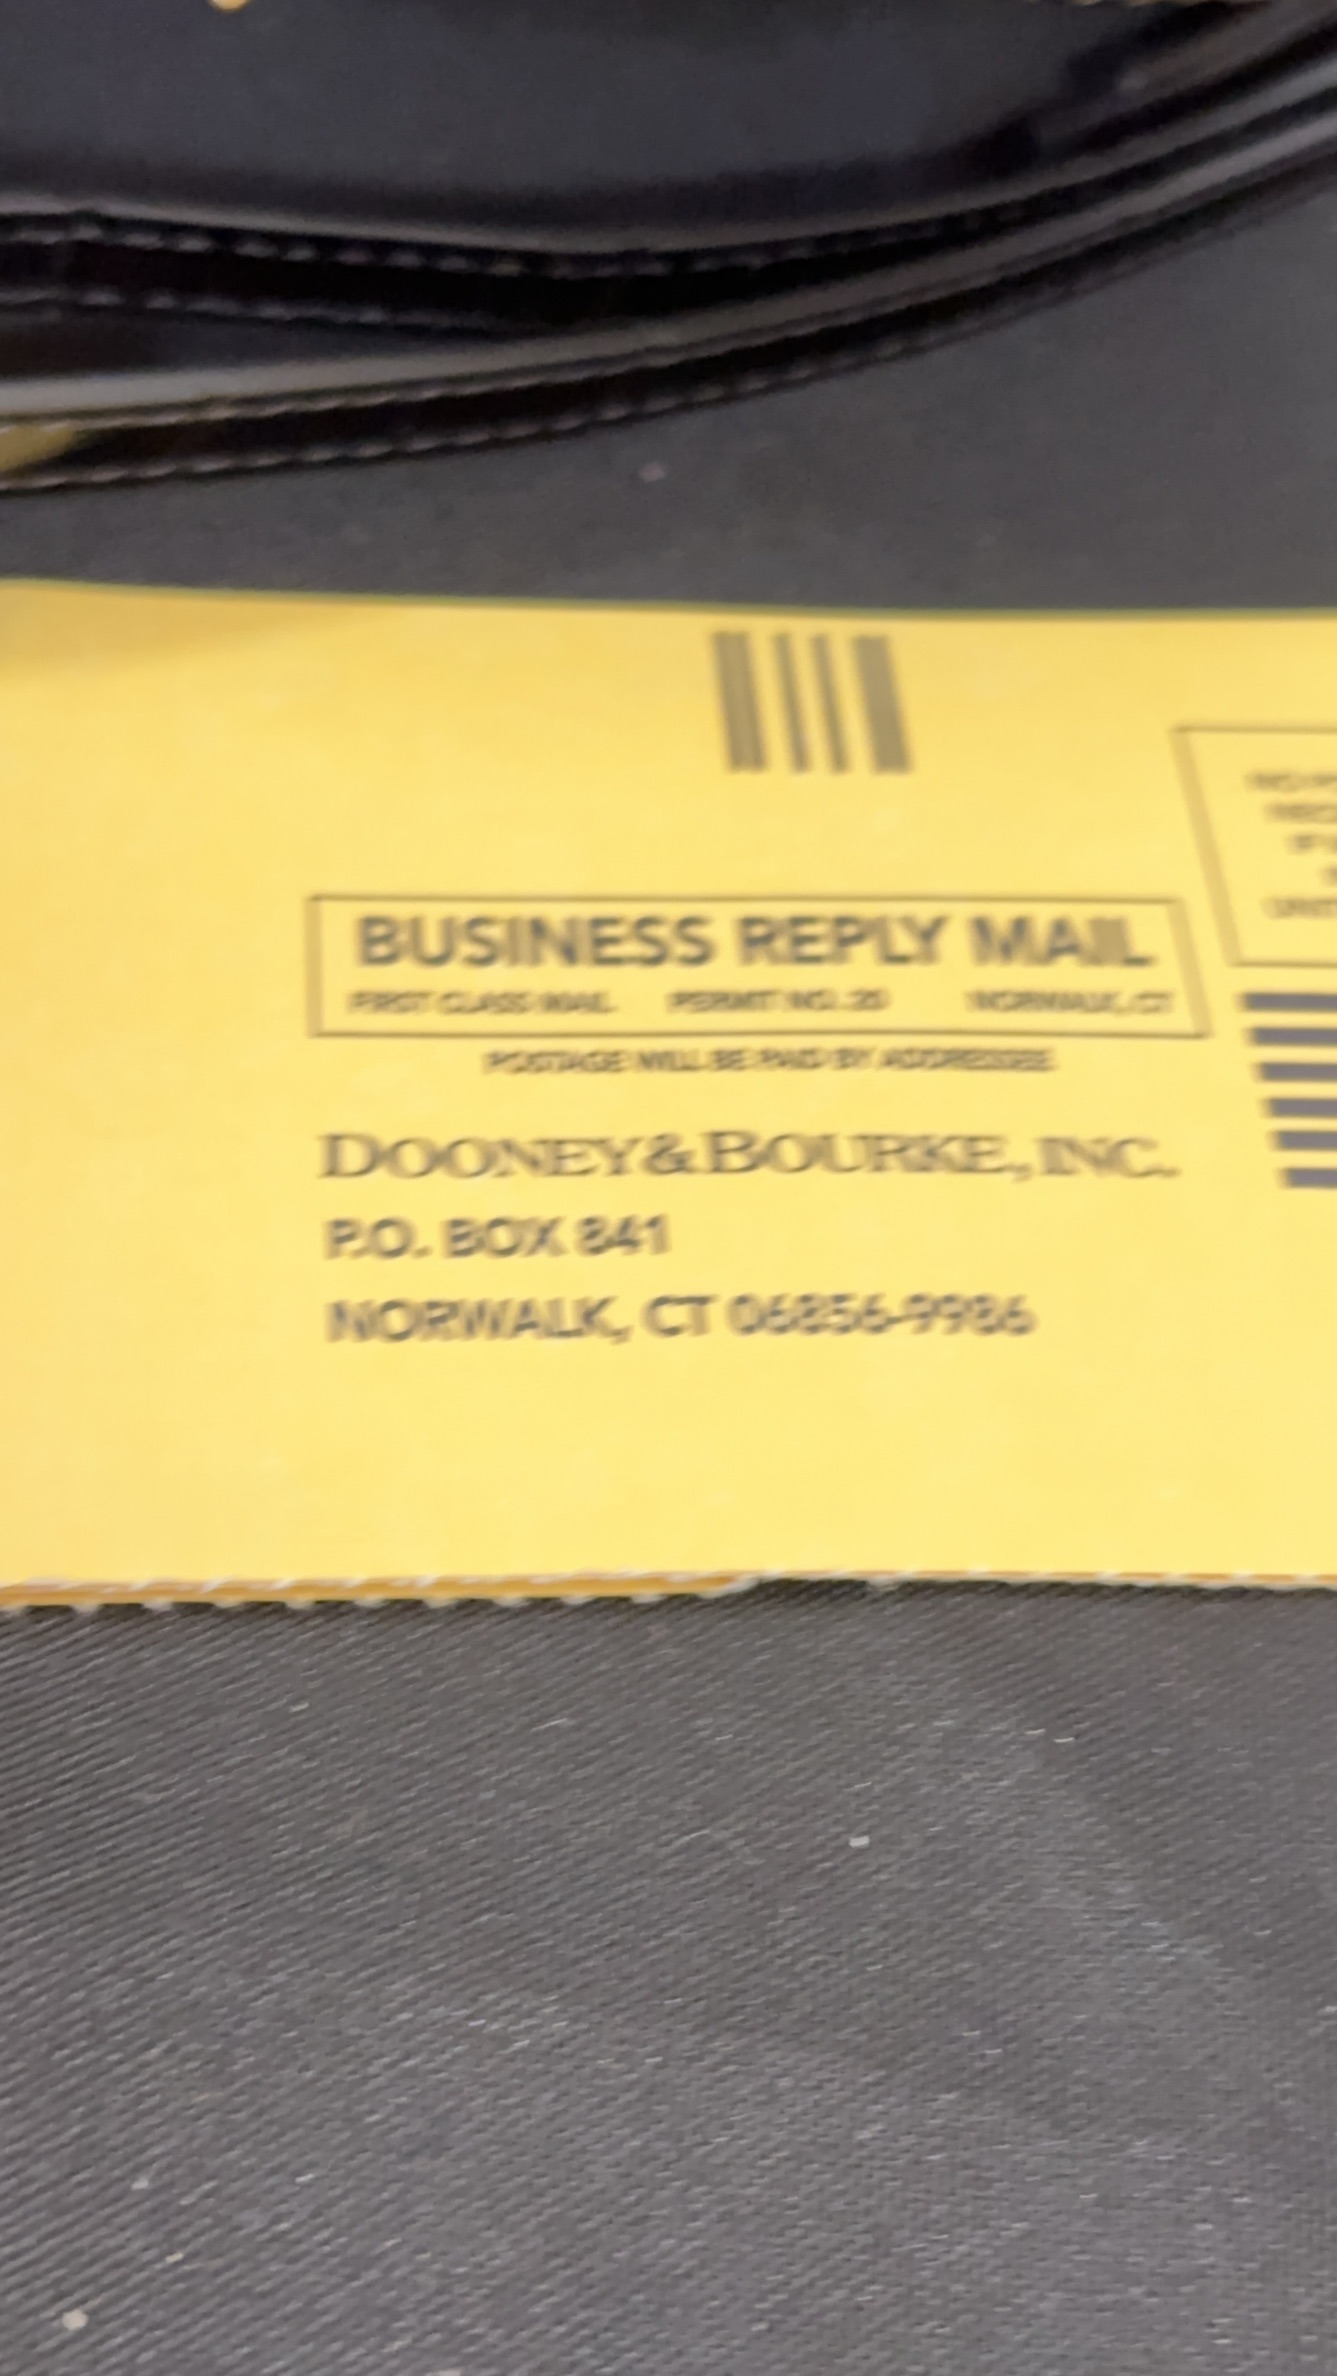 BUSINESS REPLY MAIL
FIRST CLASS MAIL PERMIT NO. 20 NORWALK, CT
POSTAGE WILL BE PAID BY ADDRESSEE
DOONEY & BOURKE, INC.
P.O. BOX 841
NORWALK, CT 06856-9986